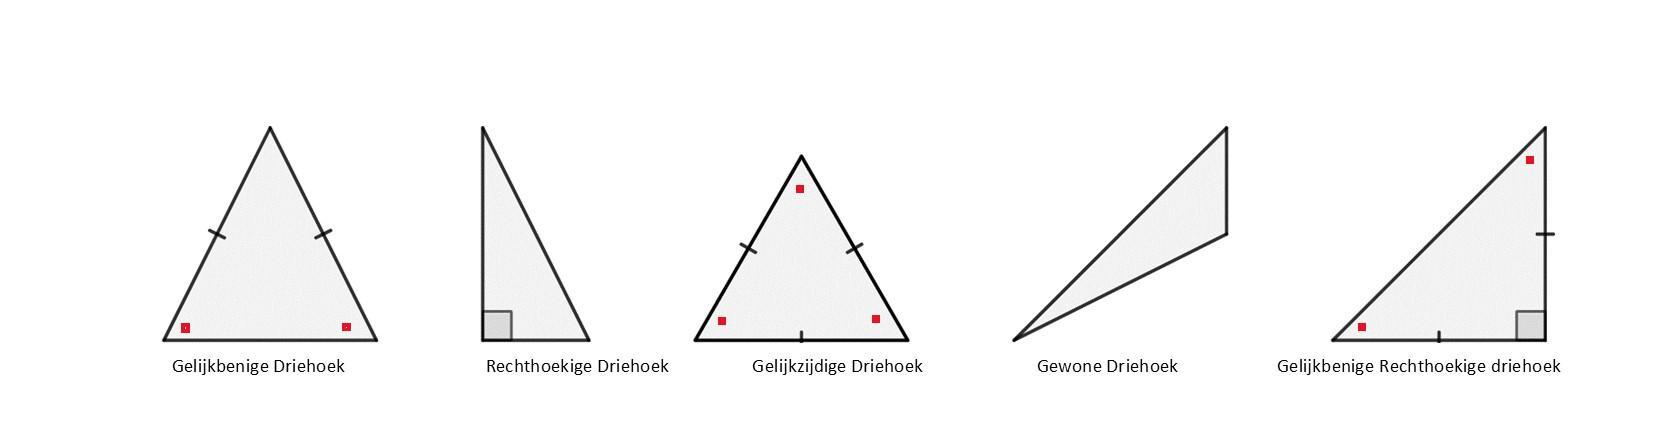 Gelijkbenige Driehoek
Rechthoekige Driehoek
Gelijkzijdige Driehoek
Gewone Driehoek
Gelijkbenige Rechthoekige driehoek